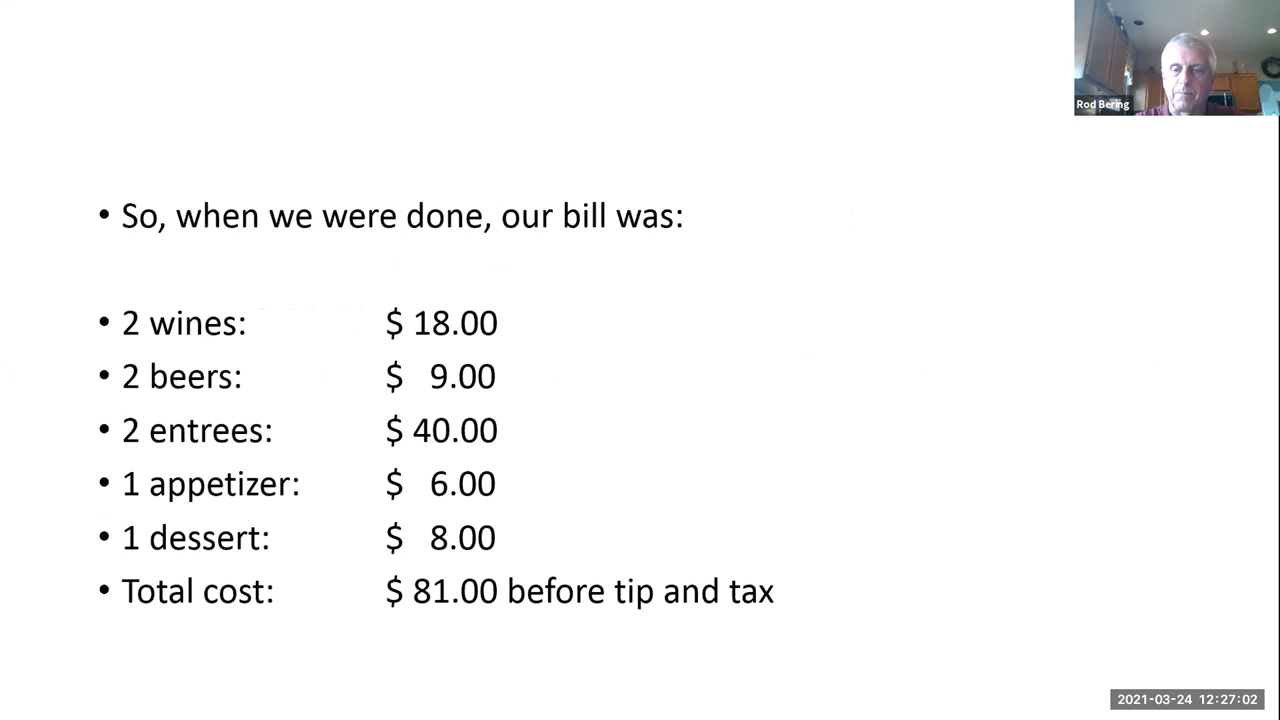 Rod Bering
• So, when we were done, our bill was:
• 2 wines: $ 18.00
• 2 beers: $ 9.00
• 2 entrees: $ 40.00
• 1 appetizer: $ 6.00
• 1 dessert: $ 8.00
• Total cost: $ 81.00 before tip and tax
2021-03-24 12:27:02